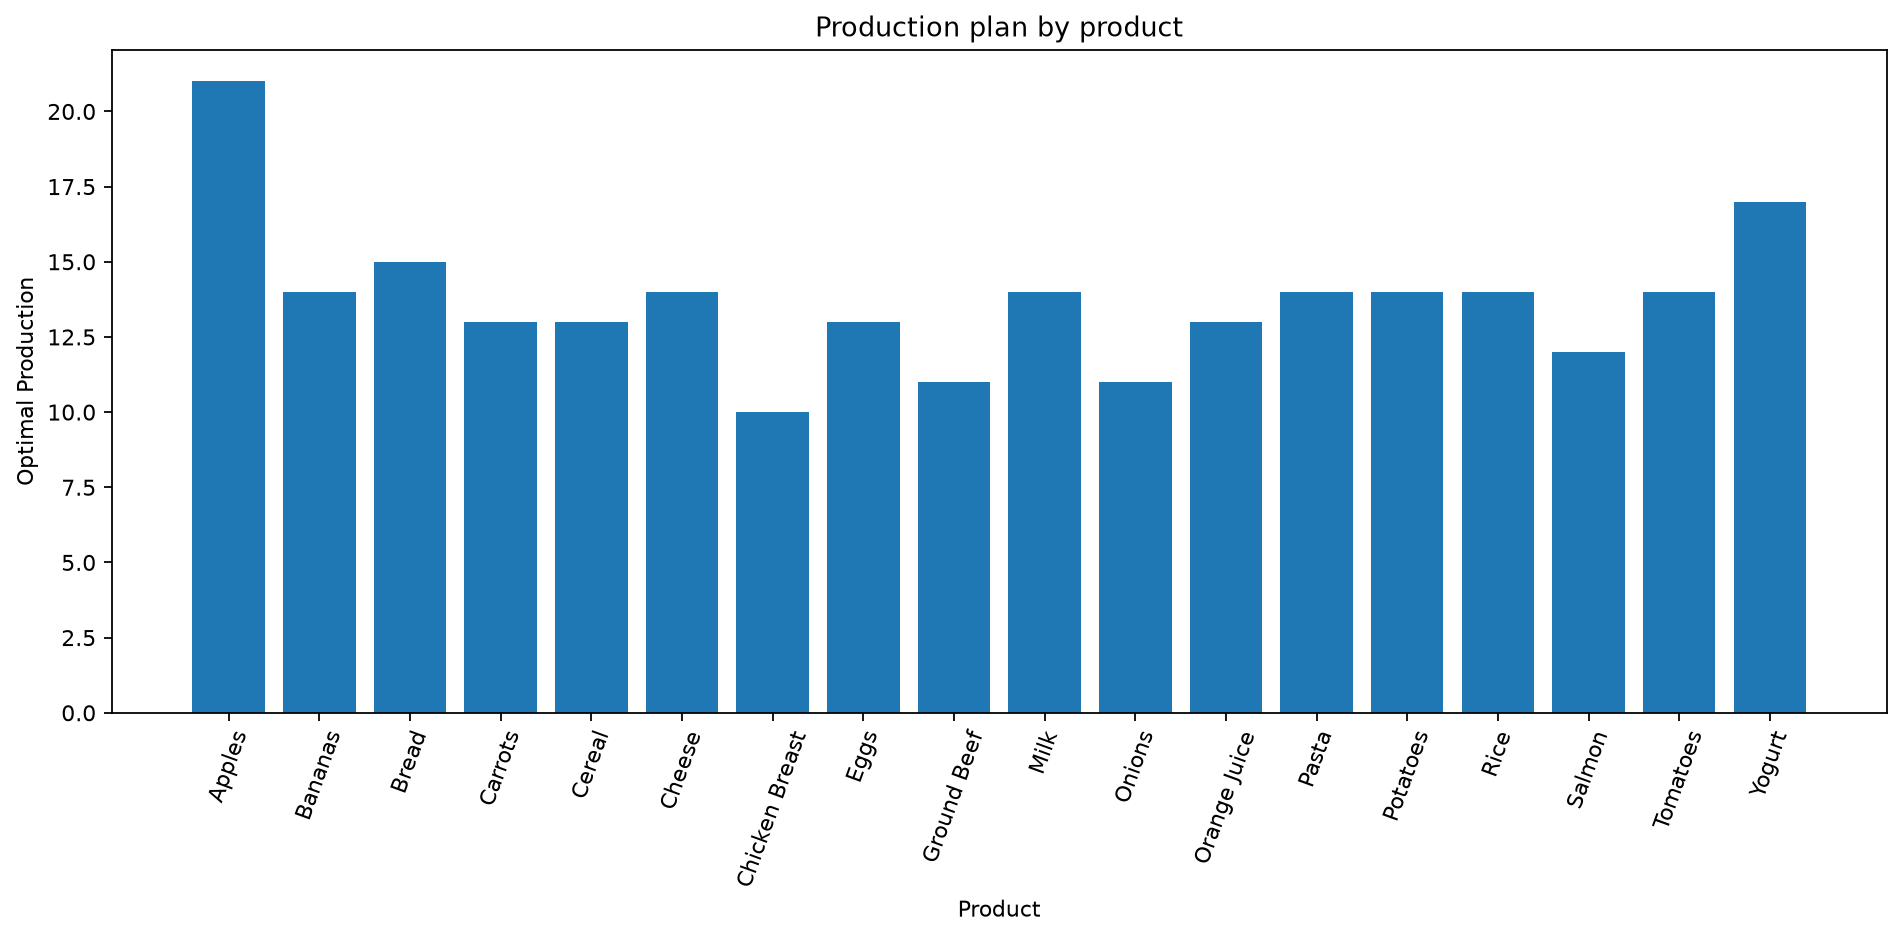 Production plan by product
Optimal Production
20.0
17.5
15.0
12.5
10.0
7.5
5.0
2.5
0.0
Apples
Bananas
Bread
Carrots
Cereal
Cheese
Chicken Breast
Eggs
Ground Beef
Milk
Onions
Orange Juice
Pasta
Potatoes
Rice
Salmon
Tomatoes
Yogurt
Product